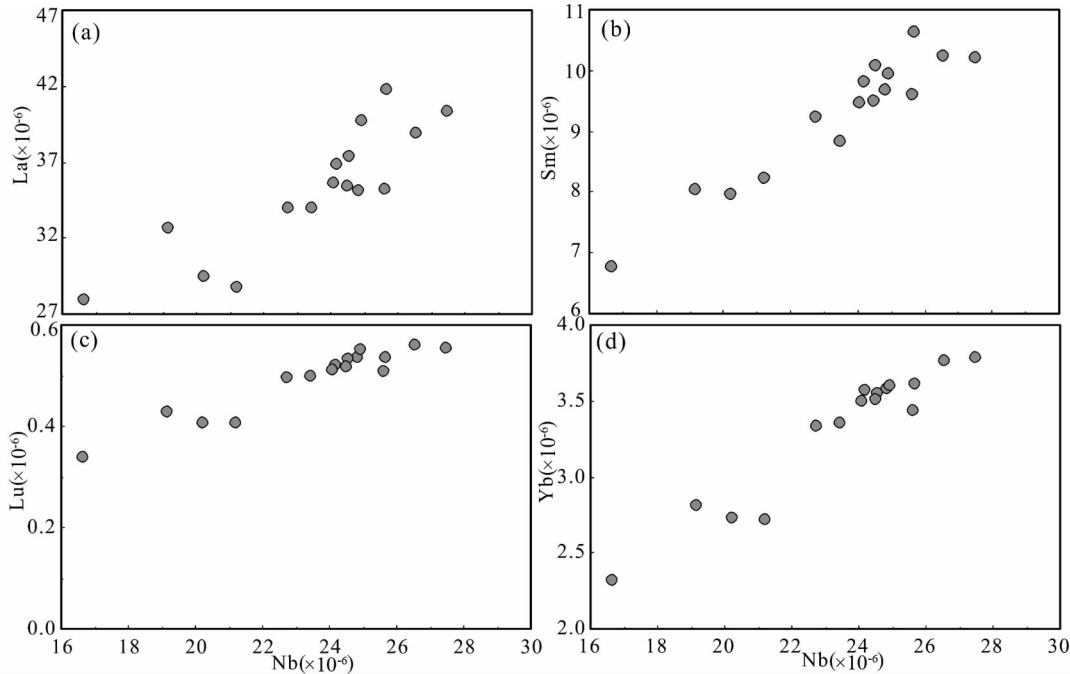 (a)
47
42
37
32
27
La(×10⁻⁶)
(b)
11
10
9
8
7
6
Sm(×10⁻⁶)
(c)
0.6
0.4
0.2
0.0
Lu(×10⁻⁶)
16 18 20 22 24 26 28 30
Nb(×10⁻⁶)
(d)
4.0
3.5
3.0
2.5
2.0
Yb(×10⁻⁶)
16 18 20 22 24 26 28 30
Nb(×10⁻⁶)